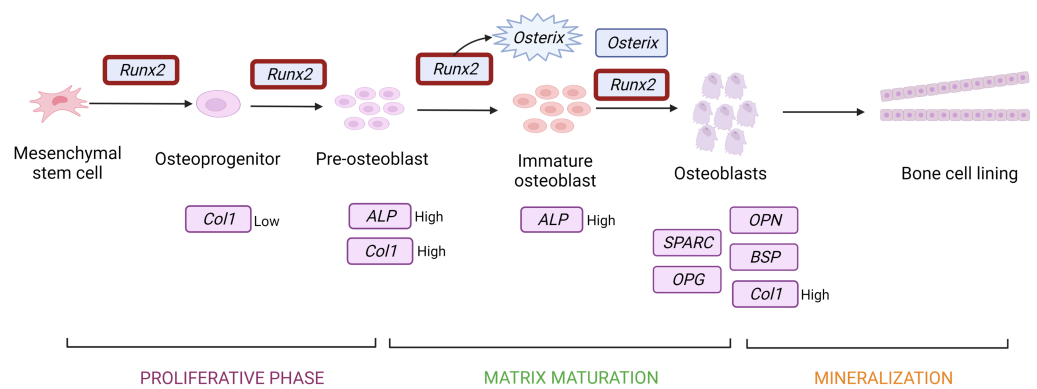 Osterix
Osterix
Runx2
Runx2
Runx2
Runx2
Mesenchymal
stem cell
Osteoprogenitor
Pre-osteoblast
Immature
osteoblast
Osteoblasts
Bone cell lining
Col1 Low
ALP High
Col1 High
ALP High
OPN
SPARC
BSP
OPG
Col1 High
PROLIFERATIVE PHASE
MATRIX MATURATION
MINERALIZATION